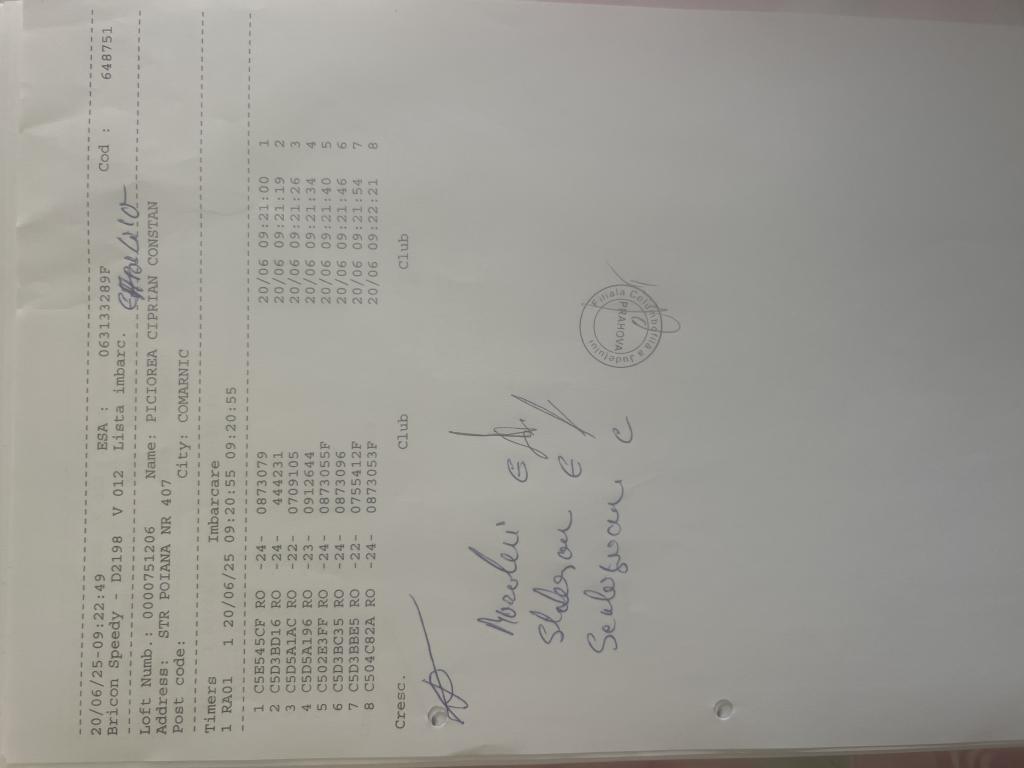 --------------------------------------------------------------
20/06/25-09:22:49 ESA : 063133289F Cod : 648751
Bricon Speedy - D2198 V 012 Lista imbarc.
--------------------------------------------------------------
Loft Numb.: 0000751206 Name: PICIOREA CIPRIAN CONSTAN
Address: STR POIANA NR 407
Post code: City: COMARNIC
--------------------------------------------------------------
Timers Imbarcare
1 RA01 1 20/06/25 09:20:55 09:20:55
--------------------------------------------------------------
1 C5E545CF RO -24- 0873079 20/06 09:21:00 1
2 C5D3BD16 RO -24- 444231 20/06 09:21:19 2
3 C5D5A1AC RO -22- 0709105 20/06 09:21:26 3
4 C5D5A196 RO -23- 0912644 20/06 09:21:34 4
5 C502E3FF RO -24- 0873055F 20/06 09:21:40 5
6 C5D3BC35 RO -24- 0873096 20/06 09:21:46 6
7 C5D3BBE5 RO -22- 0755412F 20/06 09:21:54 7
8 C504C82A RO -24- 0873053F 20/06 09:22:21 8
Cresc. Club Club
Filiala Columbofila a Judeţului
PRAHOVA